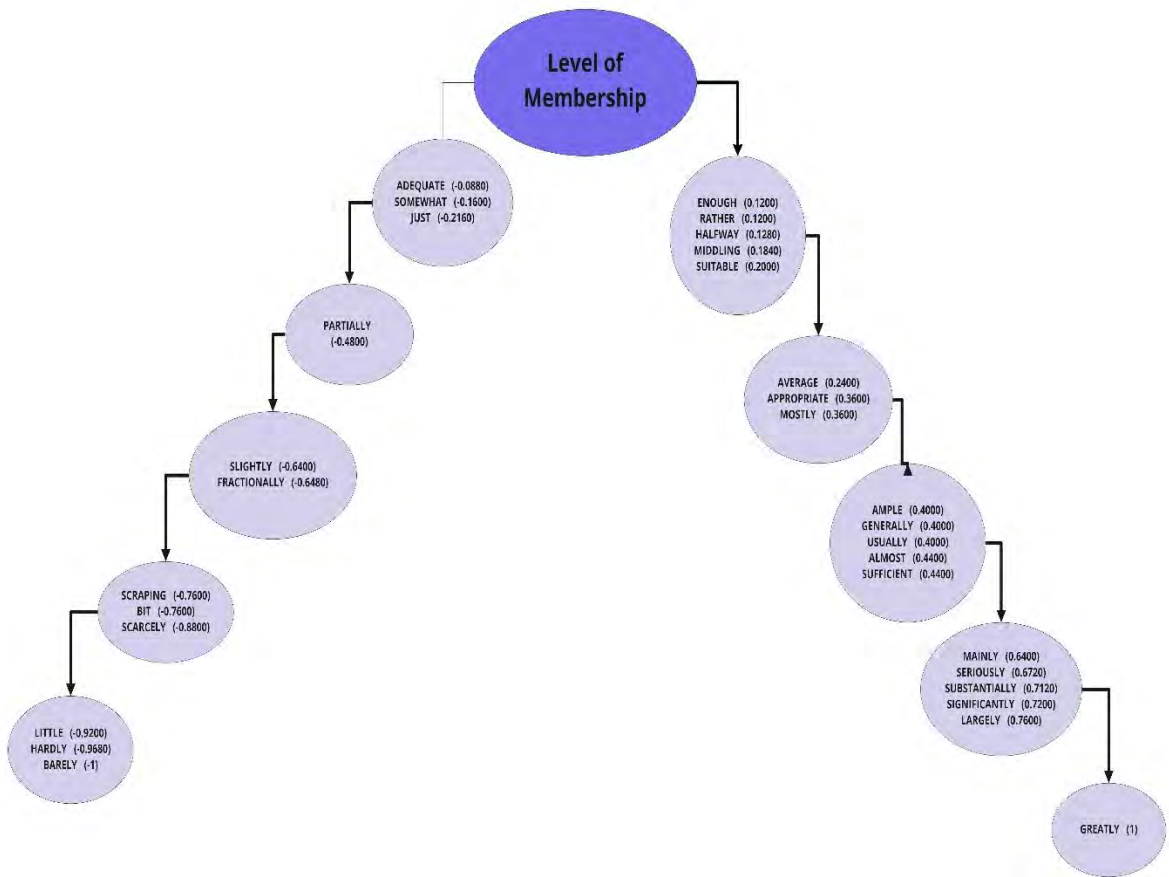 Level of
Membership
ADEQUATE (-0.0880)
SOMEWHAT (-0.1600)
JUST (-0.2160)
PARTIALLY
(-0.4800)
SLIGHTLY (-0.6400)
FRACTIONALLY (-0.6480)
SCRAPING (-0.7600)
BIT (-0.7600)
SCARCELY (-0.8800)
LITTLE (-0.9200)
HARDLY (-0.9680)
BARELY (-1)
ENOUGH (0.1200)
RATHER (0.1200)
HALFWAY (0.1280)
MIDDLING (0.1840)
SUITABLE (0.2000)
AVERAGE (0.2400)
APPROPRIATE (0.3600)
MOSTLY (0.3600)
AMPLE (0.4000)
GENERALLY (0.4000)
USUALLY (0.4000)
ALMOST (0.4400)
SUFFICIENT (0.4400)
MAINLY (0.6400)
SERIOUSLY (0.6720)
SUBSTANTIALLY (0.7120)
SIGNIFICANTLY (0.7200)
LARGELY (0.7600)
GREATLY (1)